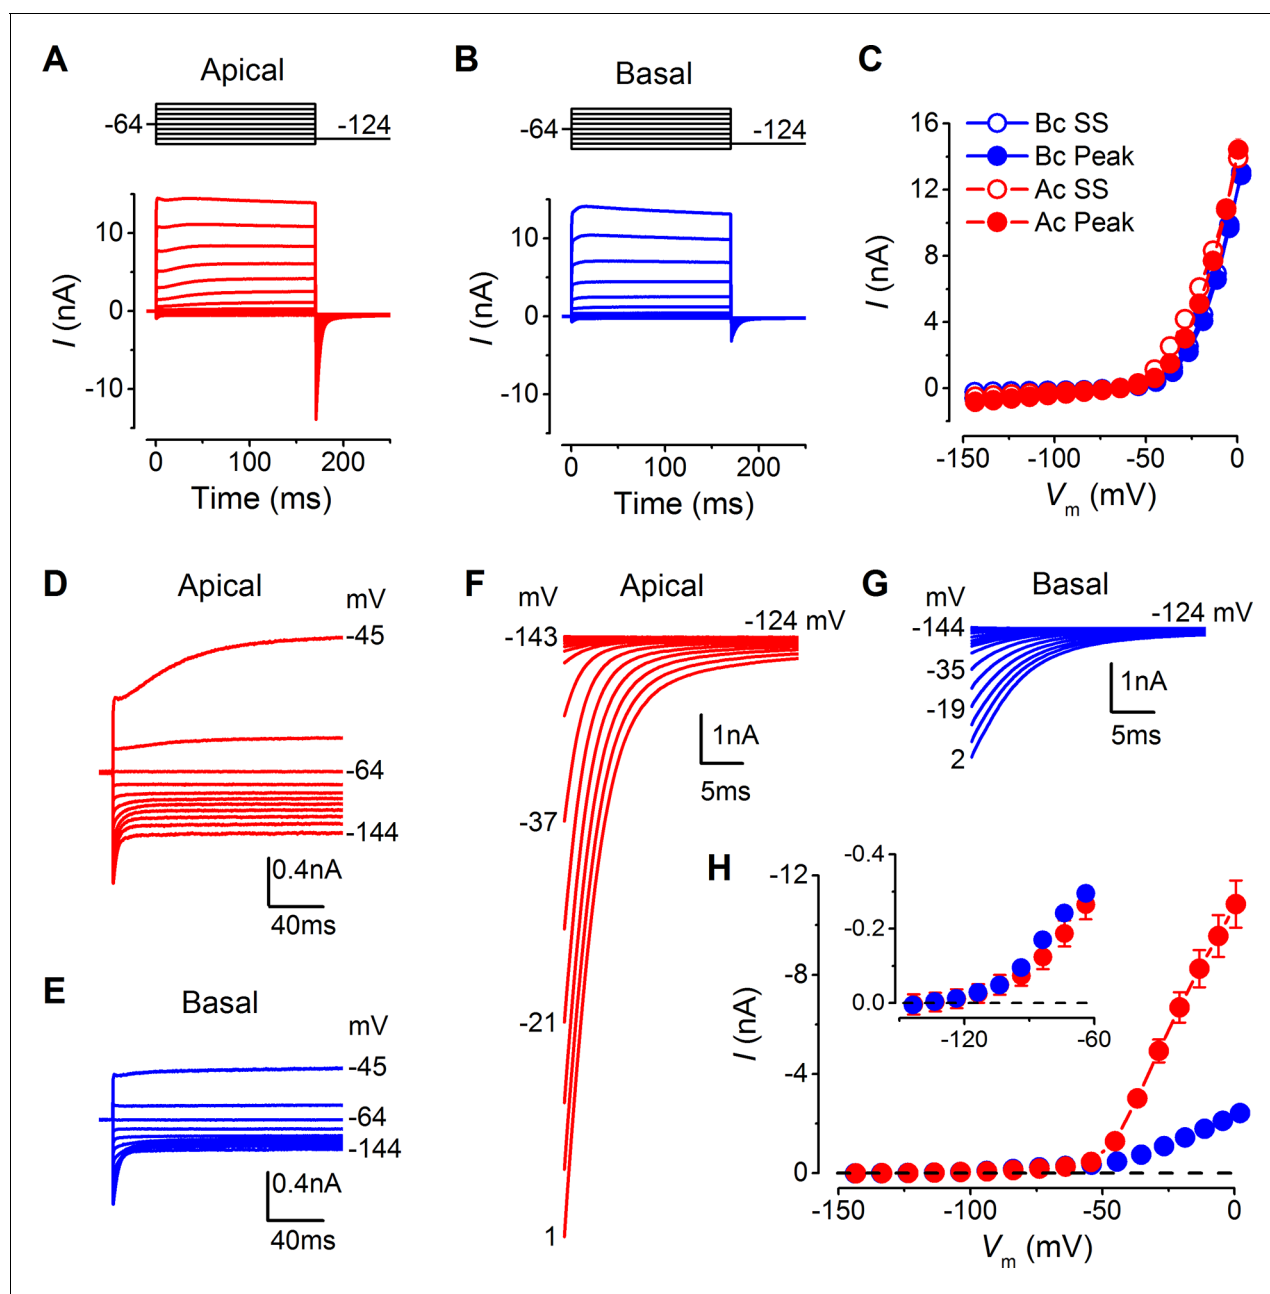 A
Apical
-64
-124
10
0
-10
I (nA)
0
100
200
Time (ms)
B
Basal
-64
-124
10
0
-10
I (nA)
0
100
200
Time (ms)
C
Bc SS
Bc Peak
Ac SS
Ac Peak
16
12
8
4
0
I (nA)
-150
-100
-50
0
Vm (mV)
D
Apical
mV
-45
-64
-144
0.4nA
40ms
E
Basal
mV
-45
-64
-144
0.4nA
40ms
F
Apical
mV
-124 mV
-143
1nA
5ms
-37
-21
1
G
Basal
mV
-124 mV
-144
-35
-19
2
1nA
5ms
H
-0.4
-0.2
0.0
-120
-60
-12
-8
-4
0
I (nA)
-150
-100
-50
0
Vm (mV)